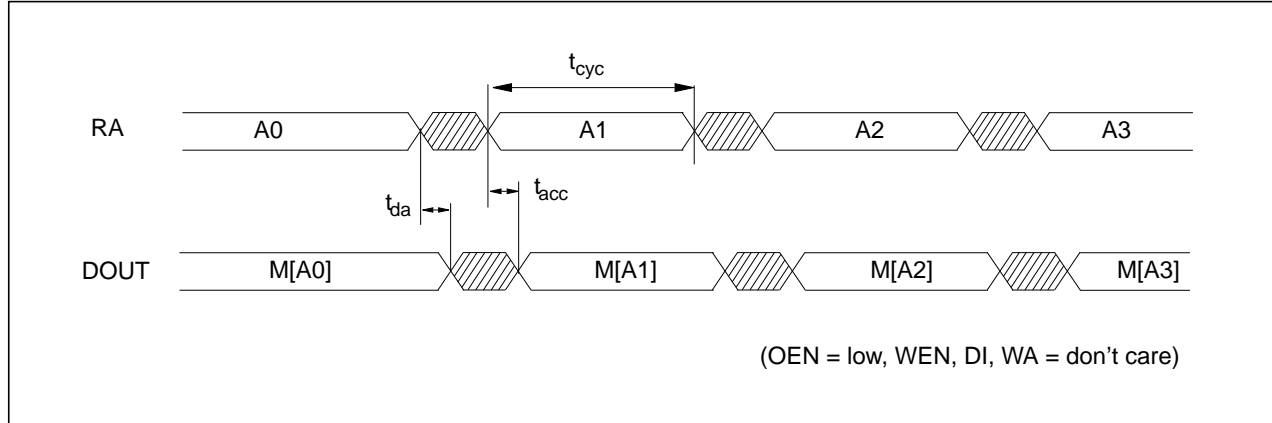 t_cyc
RA A0 A1 A2 A3
t_da t_acc
DOUT M[A0] M[A1] M[A2] M[A3]
(OEN = low, WEN, DI, WA = don't care)